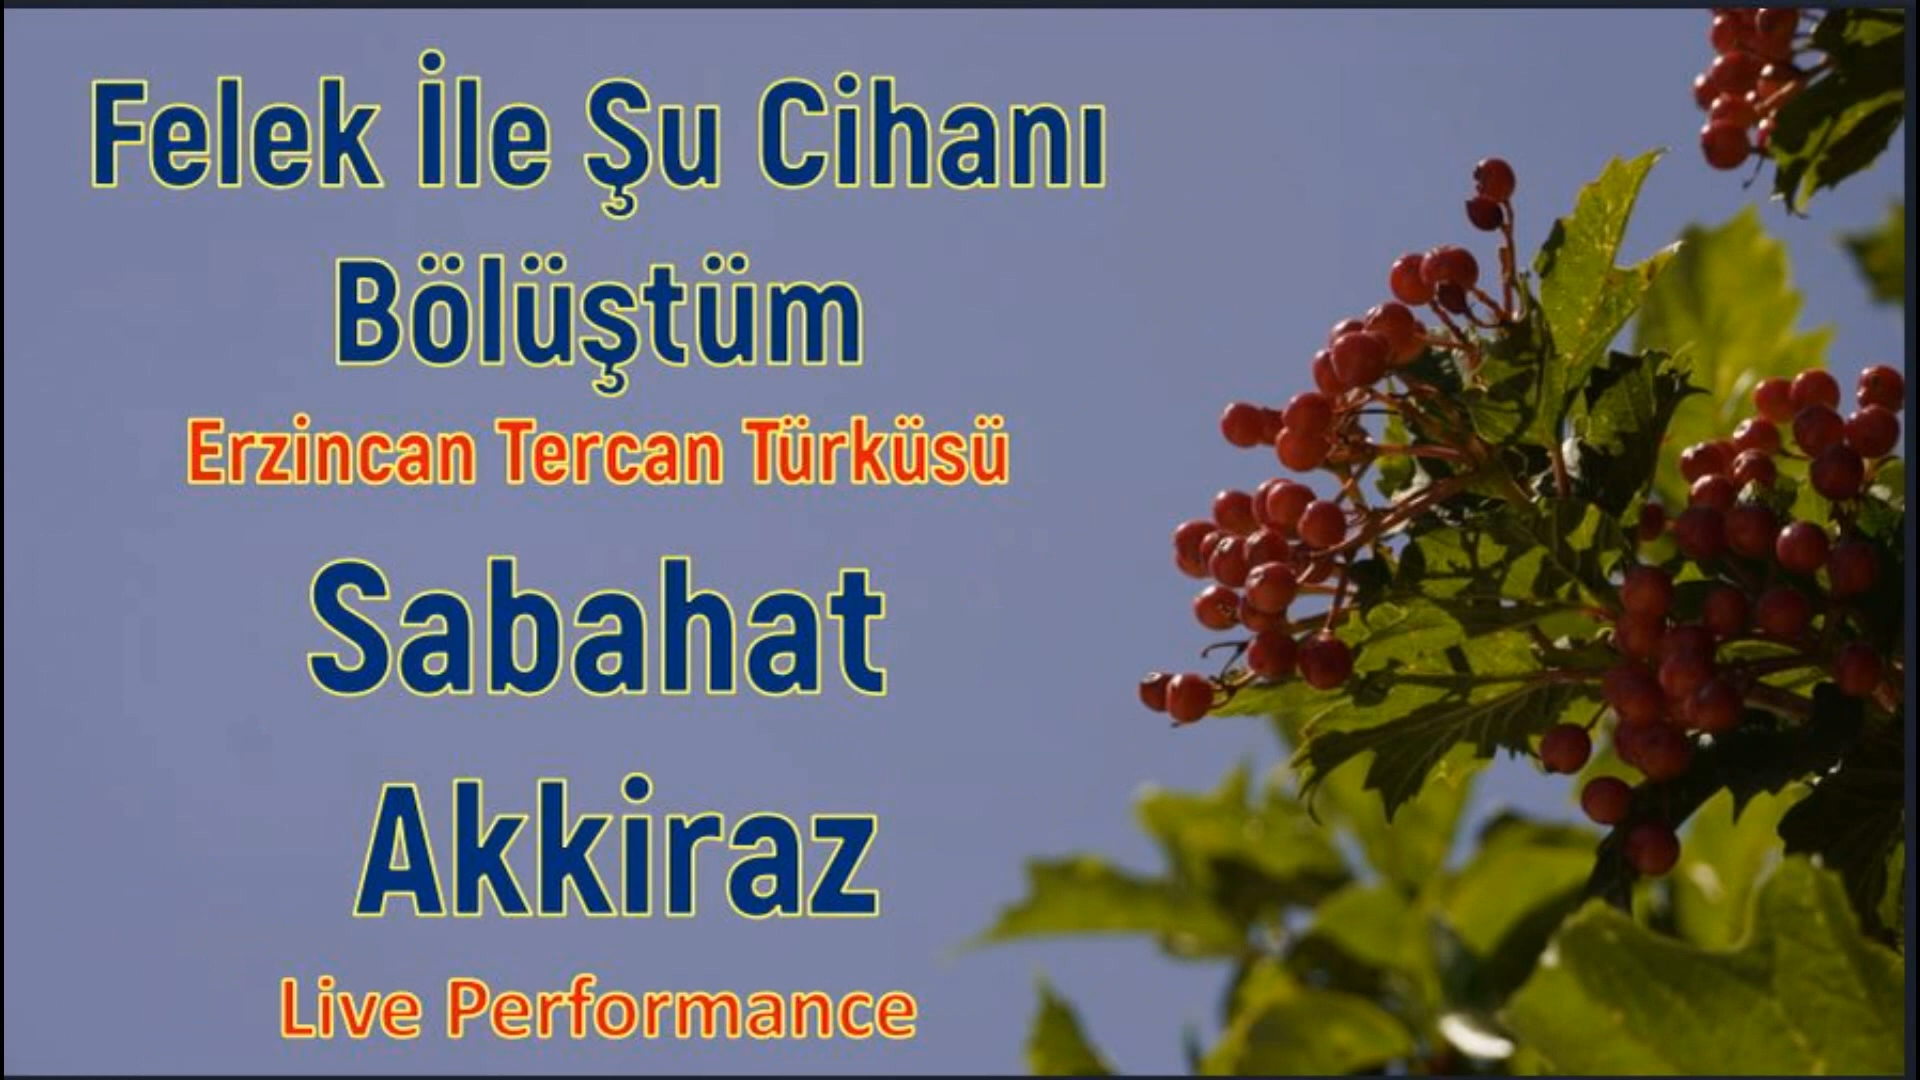 Felek İle Şu Cihanı
Bölüştüm
Erzincan Tercan Türküsü
Sabahat
Akkiraz
Live Performance